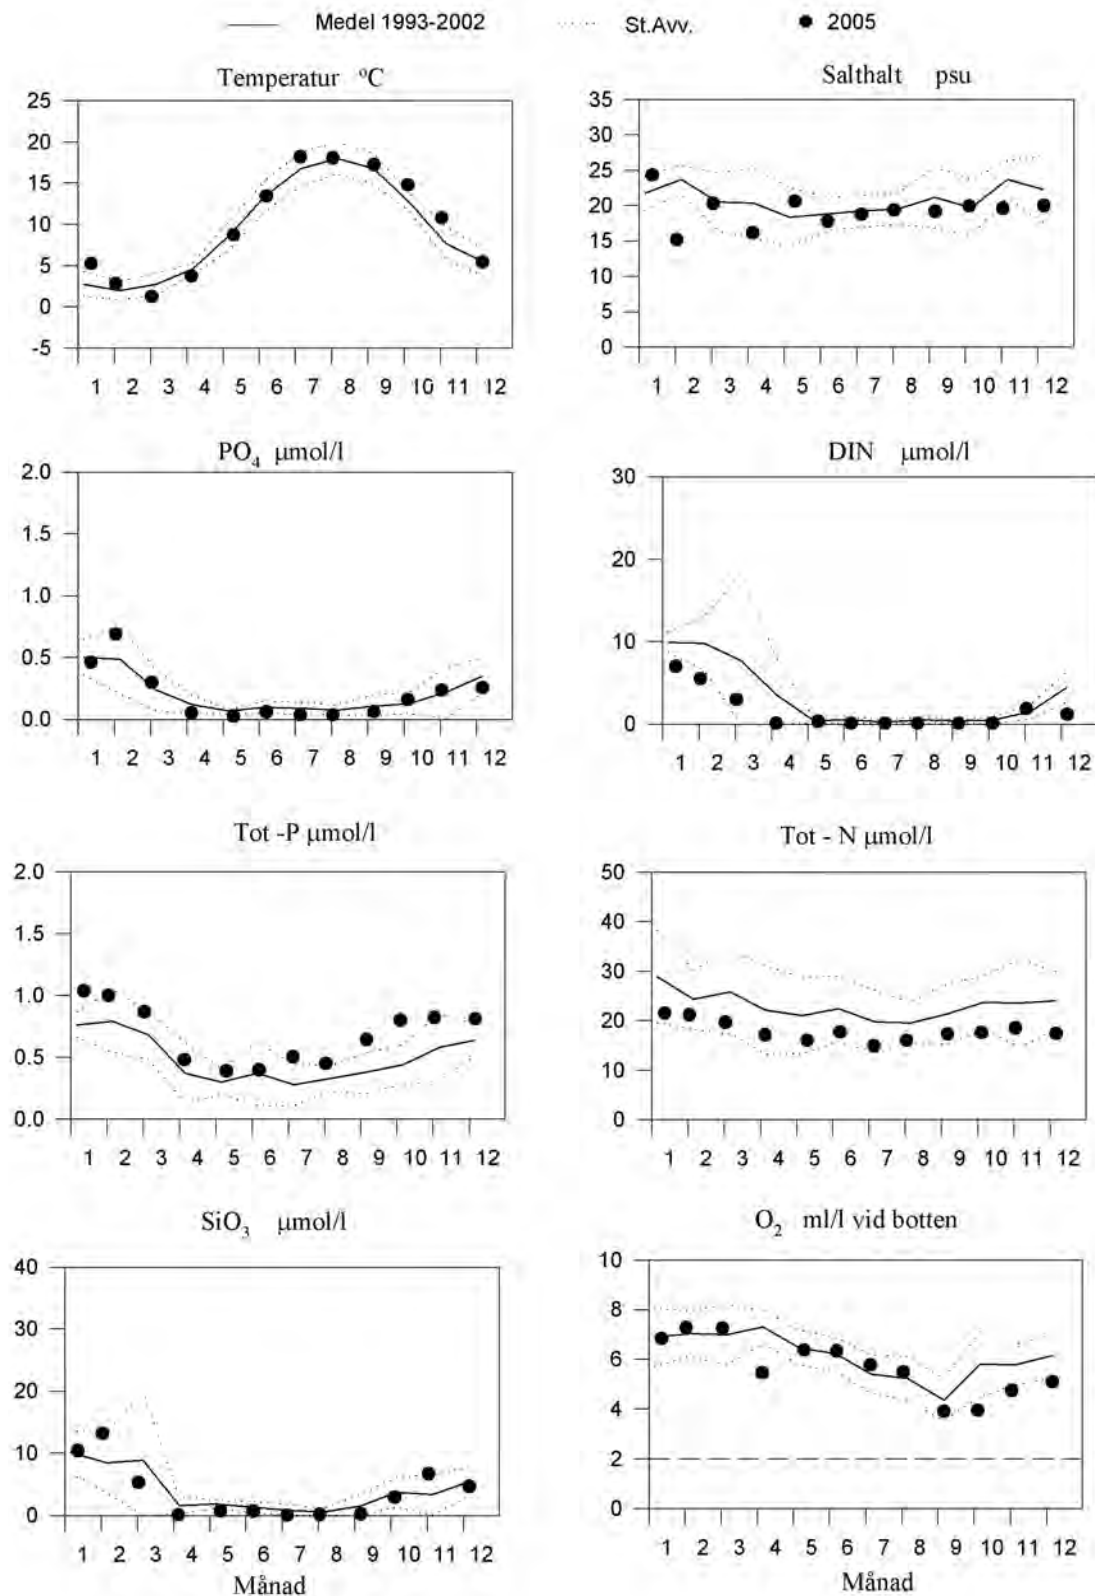 Medel 1993-2002 St.Avv. 2005
Temperatur °C
25
20
15
10
5
0
-5
1 2 3 4 5 6 7 8 9 10 11 12
Salthalt psu
35
30
25
20
15
10
5
0
1 2 3 4 5 6 7 8 9 10 11 12
PO4 µmol/l
2.0
1.5
1.0
0.5
0.0
1 2 3 4 5 6 7 8 9 10 11 12
DIN µmol/l
30
20
10
0
1 2 3 4 5 6 7 8 9 10 11 12
Tot -P µmol/l
2.0
1.5
1.0
0.5
0.0
1 2 3 4 5 6 7 8 9 10 11 12
Tot - N µmol/l
50
40
30
20
10
0
1 2 3 4 5 6 7 8 9 10 11 12
SiO3 µmol/l
40
30
20
10
0
1 2 3 4 5 6 7 8 9 10 11 12
Månad
O2 ml/l vid botten
10
8
6
4
2
0
1 2 3 4 5 6 7 8 9 10 11 12
Månad